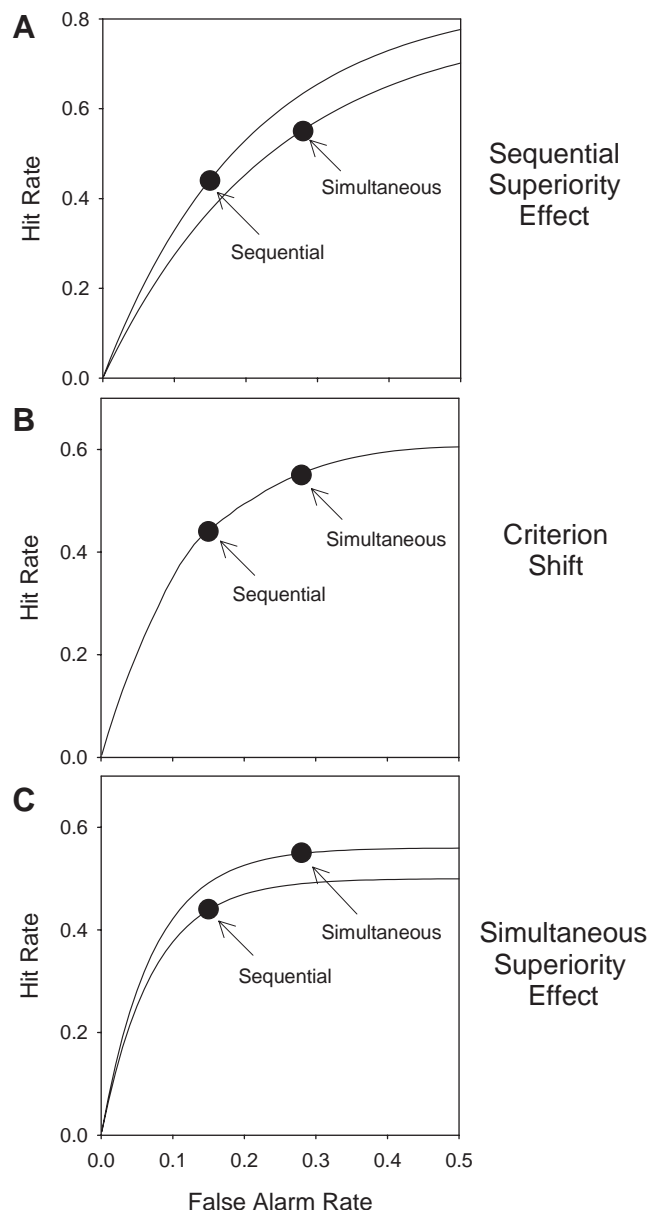 A
0.8
0.6
0.4
0.2
0.0
Hit Rate
Simultaneous
Sequential
Sequential
Superiority
Effect
B
0.6
0.4
0.2
0.0
Hit Rate
Simultaneous
Sequential
Criterion
Shift
C
0.6
0.4
0.2
0.0
Hit Rate
Simultaneous
Sequential
Simultaneous
Superiority
Effect
0.0 0.1 0.2 0.3 0.4 0.5
False Alarm Rate